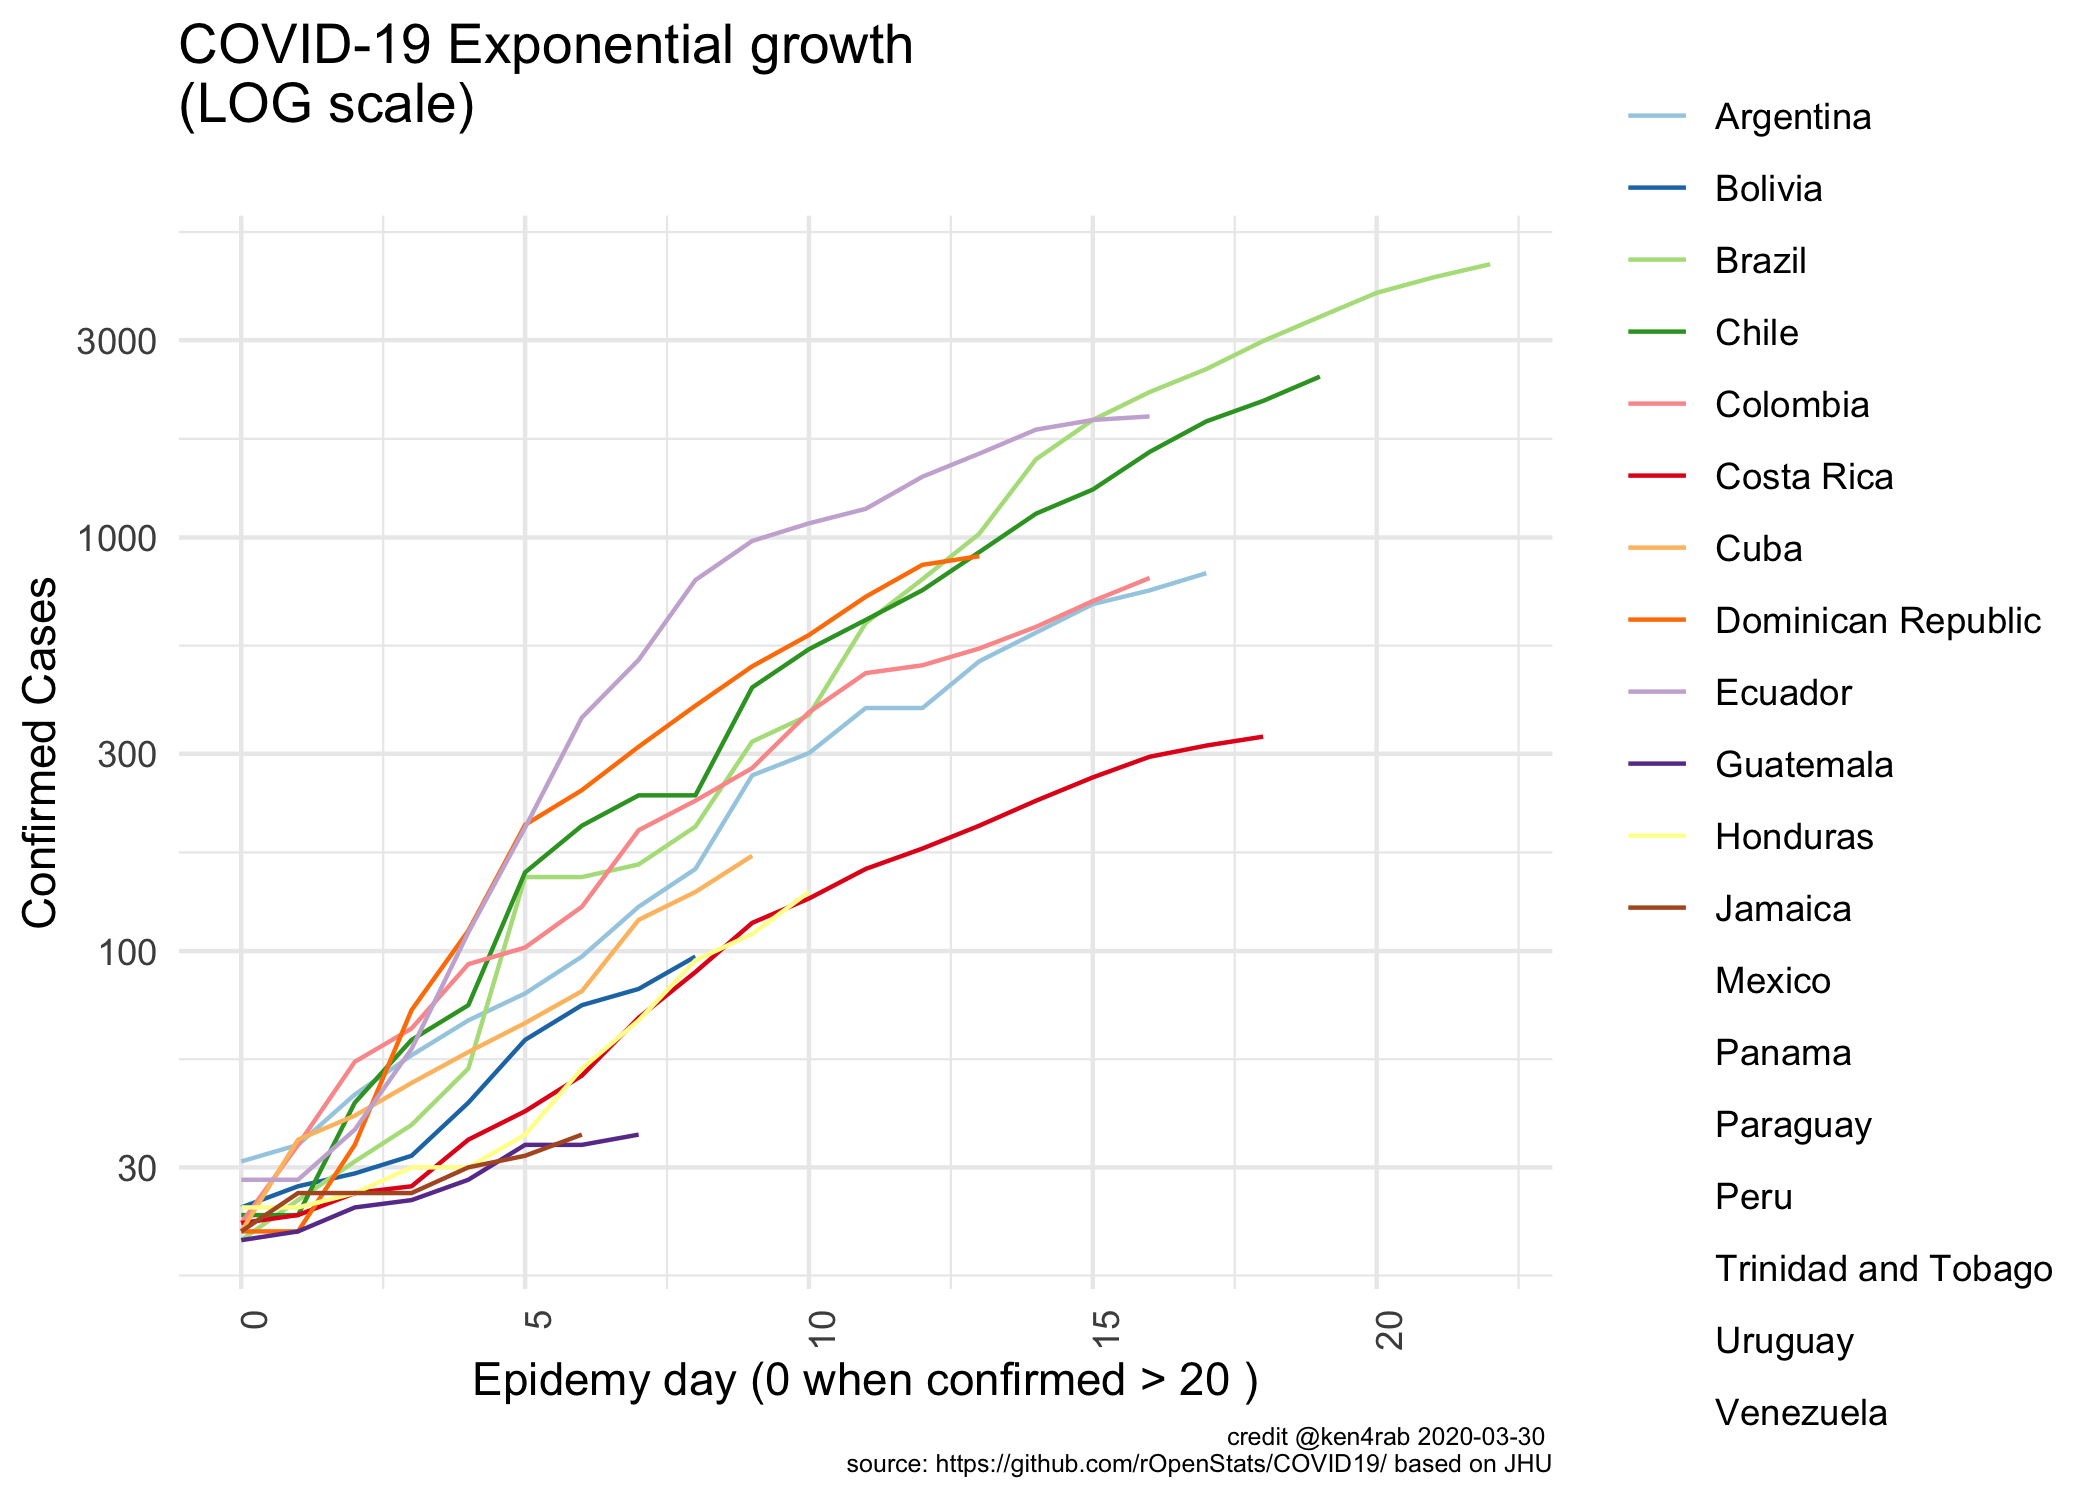 COVID-19 Exponential growth
(LOG scale)
Confirmed Cases
3000
1000
300
100
30
0
5
10
15
20
Epidemy day (0 when confirmed > 20 )
Argentina
Bolivia
Brazil
Chile
Colombia
Costa Rica
Cuba
Dominican Republic
Ecuador
Guatemala
Honduras
Jamaica
Mexico
Panama
Paraguay
Peru
Trinidad and Tobago
Uruguay
Venezuela
credit @ken4rab 2020-03-30
source: https://github.com/rOpenStats/COVID19/ based on JHU